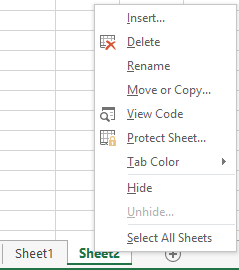 Insert...
Delete
Rename
Move or Copy...
View Code
Protect Sheet...
Tab Color
Hide
Unhide...
Select All Sheets
Sheet1 Sheet2